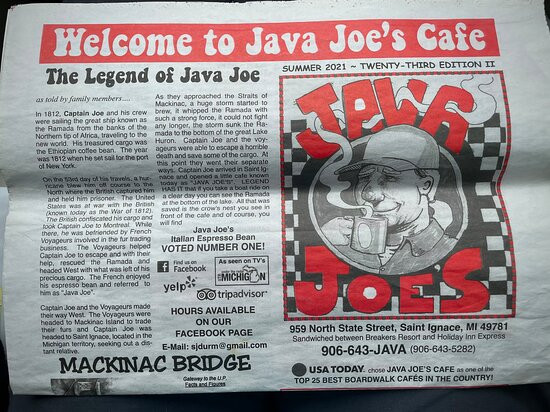 Welcome to Java Joe's Cafe
The Legend of Java Joe
as told by family members....
In 1812, Captain Joe and his crew
were sailing the great ship known as
the Ramada from the banks of the
Northern tip of Africa, traveling to the
new world. His treasured cargo was
the Ethiopian coffee bean. The year
was 1812 when he set sail for the port
of New York.
On the 53rd day of his travels, a hur-
ricane blew him off course to the
North where the British captured him
and held him prisoner. The United
States was at war with the British
(known today as the War of 1812).
The British confiscated his cargo and
took Captain Joe to Montreal. While
there, he was befriended by French
Voyageurs involved in the fur trading
business. The Voyageurs helped
Captain Joe to escape and with their
help, rescued the Ramada and
headed West with what was left of his
precious cargo. The French enjoyed
his espresso bean and referred to
him as "Java Joe".
Captain Joe and the Voyageurs made
their way West. The Voyageurs were
headed to Mackinac Island to trade
their furs and Captain Joe was
headed to Saint Ignace, located in the
Michigan territory, seeking out a dis-
tant relative.
As they approached the Straits of
Mackinac, a huge storm started to
brew, it whipped the Ramada with
such a strong force, it could not fight
any longer, the storm sunk the Ra-
mada to the bottom of the great Lake
Huron. Captain Joe and the voy-
ageurs were able to escape a horrible
death and save some of the cargo. At
this point they went their separate
ways. Captain Joe arrived in Saint Ig-
nace and opened a little cafe known
today as "JAVA JOE'S". LEGEND
HAS IT that if you take a boat ride on
a clear day you can see the Ramada
at the bottom of the lake. All that was
saved is the crow's nest you see in
front of the cafe and of course, you will
find
Java Joe's
Italian Espresso Bean
VOTED NUMBER ONE!
Find us on
Facebook
As seen on TV's
MICHIGAN
yelp
tripadvisor
HOURS AVAILABLE
ON OUR
FACEBOOK PAGE
E-Mail: sjdurm@gmail.com
MACKINAC BRIDGE
Gateway to the U.P.
Facts and Figures
SUMMER 2021 ~ TWENTY-THIRD EDITION II
JAVA
JOE'S
959 North State Street, Saint Ignace, MI 49781
Sandwiched between Breakers Resort and Holiday Inn Express
906-643-JAVA (906-643-5282)
USA TODAY. chose JAVA JOE'S CAFE as one of the
TOP 25 BEST BOARDWALK CAFÉS IN THE COUNTRY!